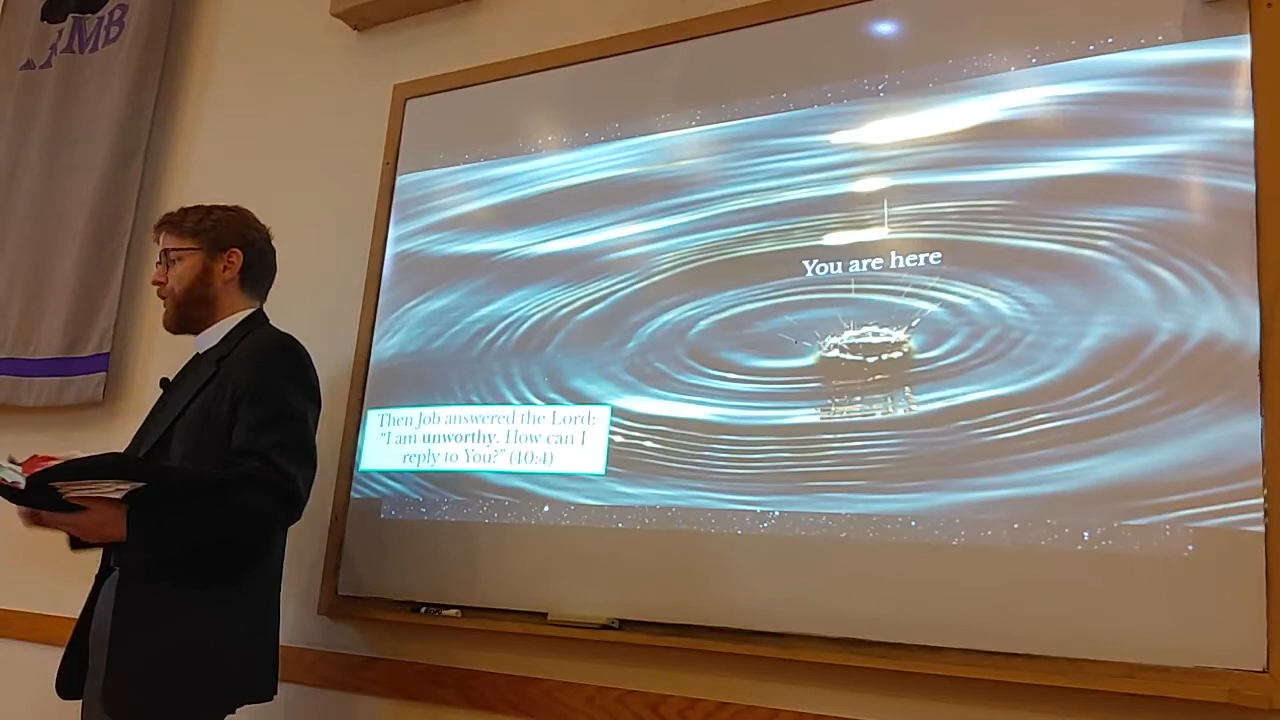 MB
You are here
Then Job answered the Lord:
"I am unworthy. How can I
reply to You?" (40:4)